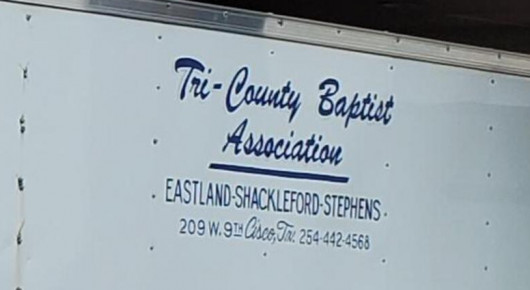 Tri-County Baptist
Association
EASTLAND-SHACKLEFORD-STEPHENS
209 W. 9TH Cisco, Tx. 254-442-4568